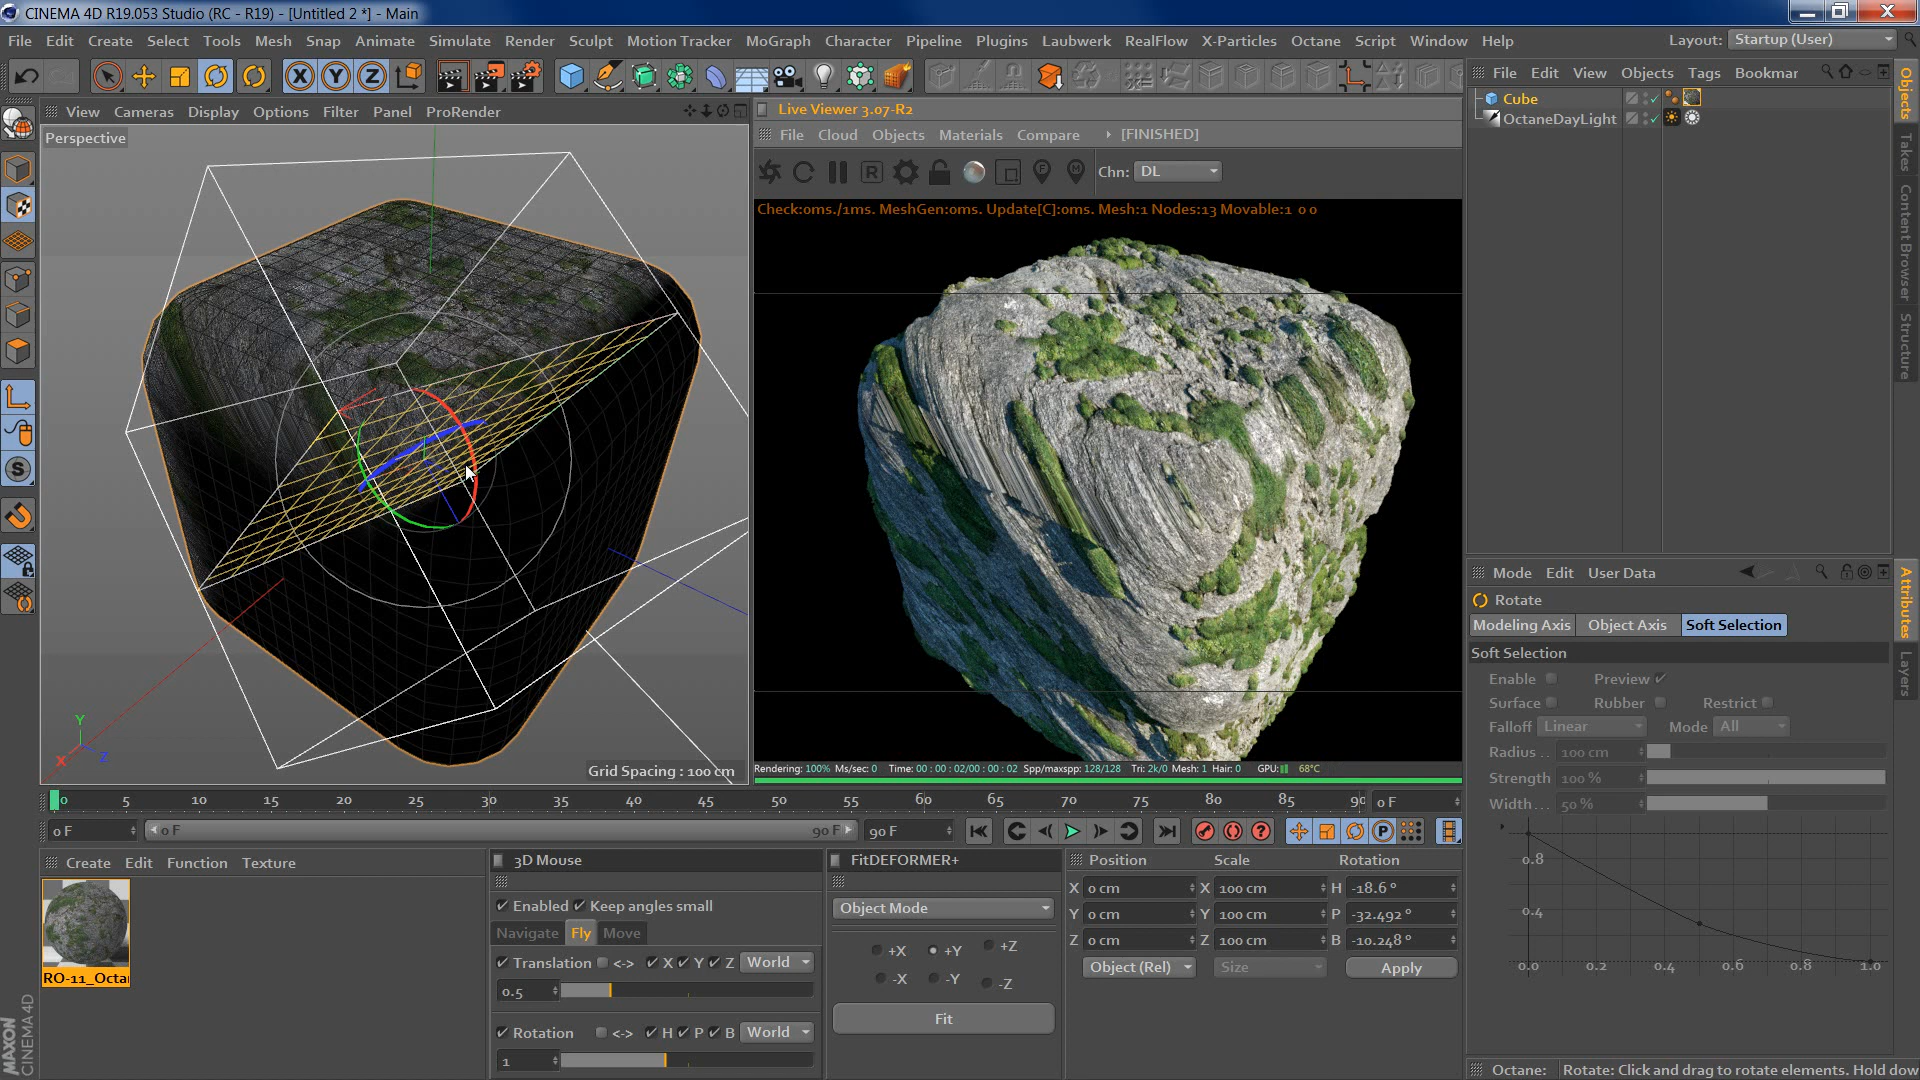 CINEMA 4D R19.053 Studio (RC - R19) - [Untitled 2 *] - Main
File Edit Create Select Tools Mesh Snap Animate Simulate Render Sculpt Motion Tracker MoGraph Character Pipeline Plugins Laubwerk RealFlow X-Particles Octane Script Window Help
Layout: Startup (User)
View Cameras Display Options Filter Panel ProRender
Perspective
Y
X
Z
Grid Spacing : 100 cm
Live Viewer 3.07-R2
File Cloud Objects Materials Compare [FINISHED]
R
Chn: DL
Check:0ms./1ms. MeshGen:0ms. Update[C]:0ms. Mesh:1 Nodes:13 Movable:1 0 0
Rendering: 100% Ms/sec: 0 Time: 00 : 00 : 02/00 : 00 : 02 Spp/maxspp: 128/128 Tri: 2k/0 Mesh: 1 Hair: 0 GPU: 68°C
File Edit View Objects Tags Bookmar
Cube
OctaneDayLight
Objects
Takes
Content Browser
Structure
Mode Edit User Data
Rotate
Modeling Axis Object Axis Soft Selection
Soft Selection
Enable Preview
Surface Rubber Restrict
Falloff Linear Mode All
Radius . . 100 cm
Strength 100 %
Width . . . 50 %
0.8
0.4
0.0 0.2 0.4 0.6 0.8 1.0
Attributes
Layers
0 5 10 15 20 25 30 35 40 45 50 55 60 65 70 75 80 85 90 0 F
0 F 0 F 90 F 90 F
Create Edit Function Texture
RO-11_Octa
MAXON
CINEMA 4D
3D Mouse
Enabled Keep angles small
Navigate Fly Move
Translation <-> X Y Z World
0.5
Rotation <-> H P B World
1
FitDEFORMER+
Object Mode
+X +Y +Z
-X -Y -Z
Fit
Position Scale Rotation
X 0 cm X 100 cm H -18.6 °
Y 0 cm Y 100 cm P -32.492 °
Z 0 cm Z 100 cm B -10.248 °
Object (Rel) Size Apply
Octane: Rotate: Click and drag to rotate elements. Hold dow